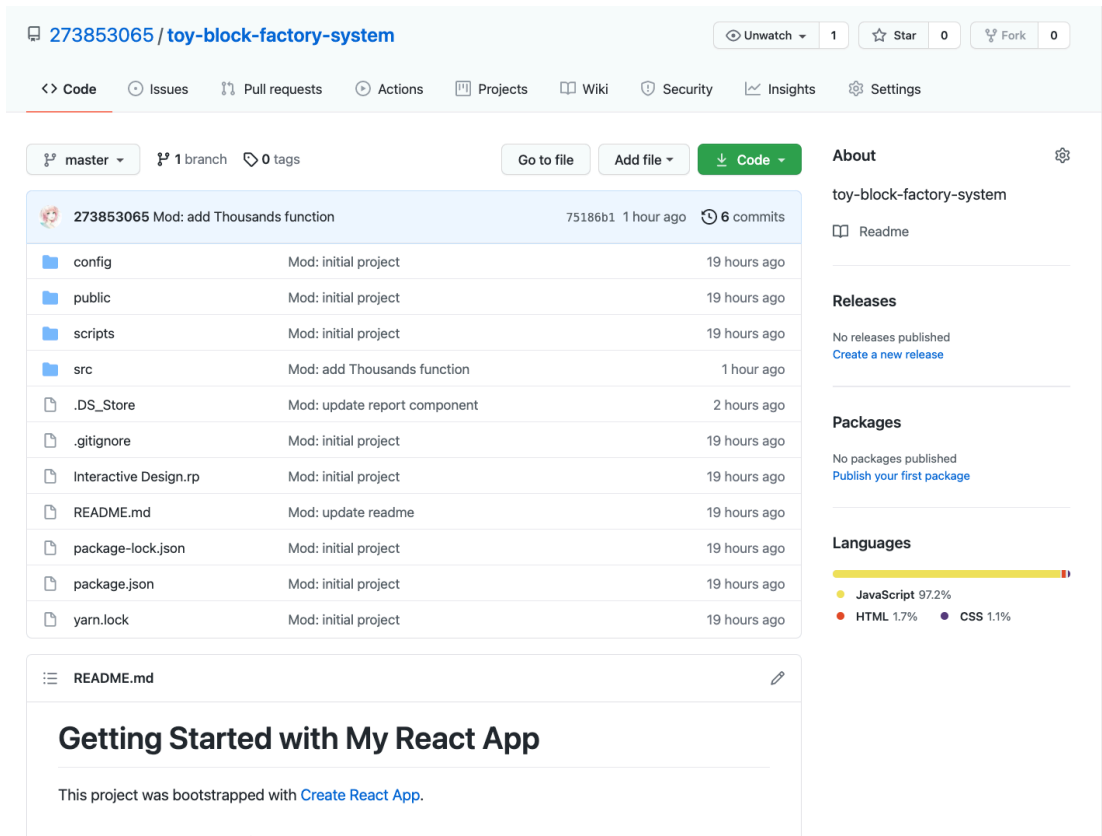 273853065 / toy-block-factory-system
Unwatch 1 Star 0 Fork 0
Code Issues Pull requests Actions Projects Wiki Security Insights Settings
master 1 branch 0 tags Go to file Add file Code
273853065 Mod: add Thousands function 75186b1 1 hour ago 6 commits
config Mod: initial project 19 hours ago
public Mod: initial project 19 hours ago
scripts Mod: initial project 19 hours ago
src Mod: add Thousands function 1 hour ago
.DS_Store Mod: update report component 2 hours ago
.gitignore Mod: initial project 19 hours ago
Interactive Design.rp Mod: initial project 19 hours ago
README.md Mod: update readme 19 hours ago
package-lock.json Mod: initial project 19 hours ago
package.json Mod: initial project 19 hours ago
yarn.lock Mod: initial project 19 hours ago
README.md
Getting Started with My React App
This project was bootstrapped with Create React App.
About
toy-block-factory-system
Readme
Releases
No releases published
Create a new release
Packages
No packages published
Publish your first package
Languages
JavaScript 97.2%
HTML 1.7% CSS 1.1%